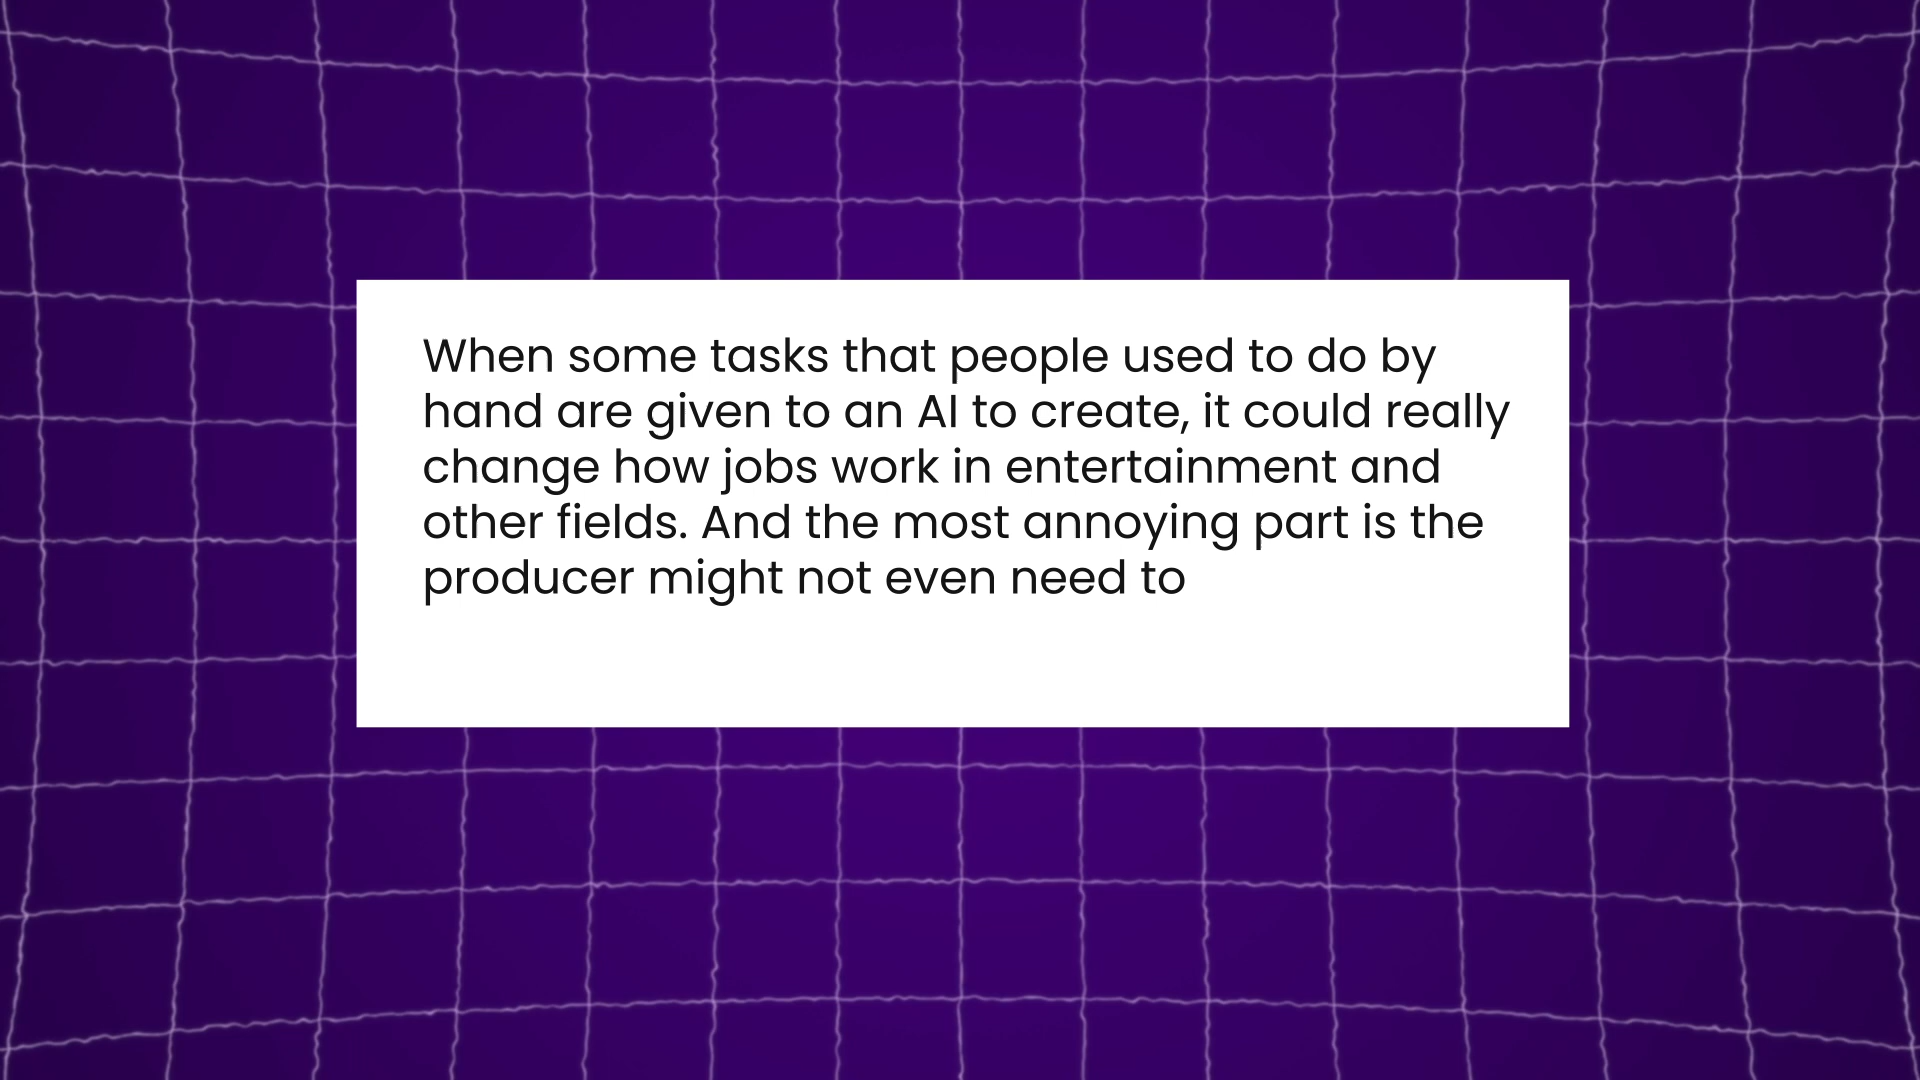 When some tasks that people used to do by
hand are given to an AI to create, it could really
change how jobs work in entertainment and
other fields. And the most annoying part is the
producer might not even need to